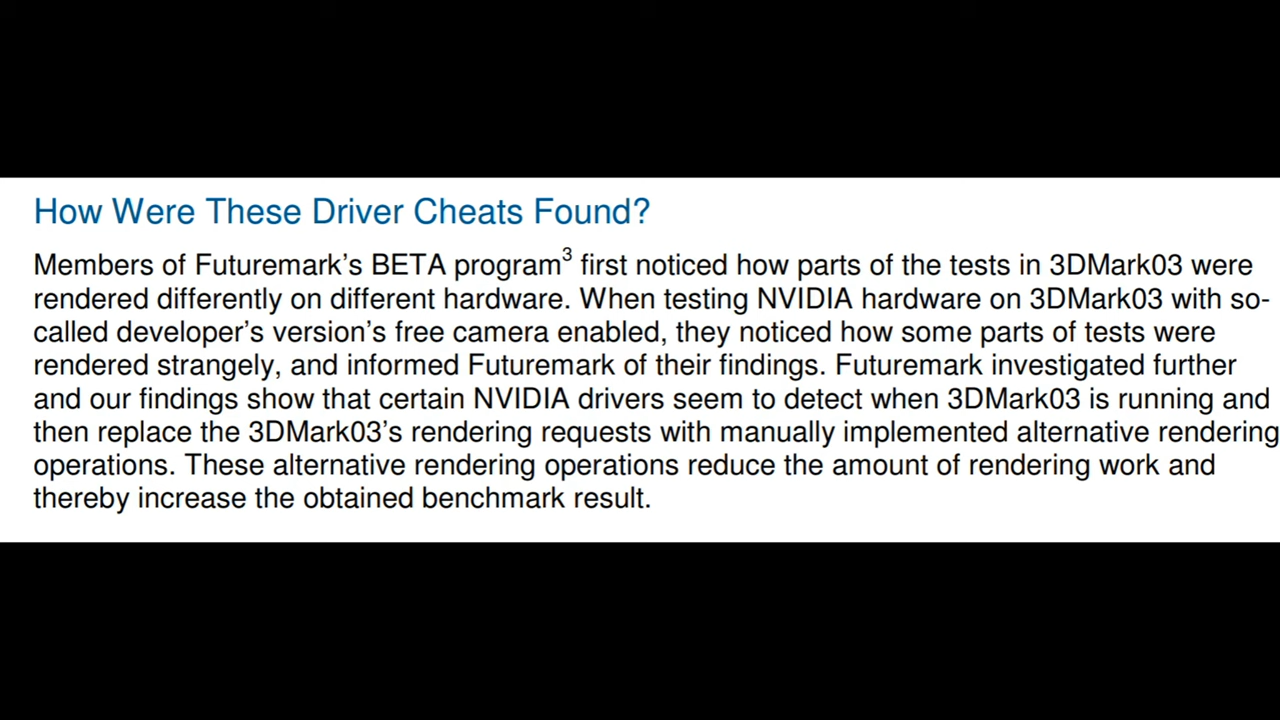 How Were These Driver Cheats Found?
Members of Futuremark's BETA program3 first noticed how parts of the tests in 3DMark03 were
rendered differently on different hardware. When testing NVIDIA hardware on 3DMark03 with so-
called developer's version's free camera enabled, they noticed how some parts of tests were
rendered strangely, and informed Futuremark of their findings. Futuremark investigated further
and our findings show that certain NVIDIA drivers seem to detect when 3DMark03 is running and
then replace the 3DMark03's rendering requests with manually implemented alternative rendering
operations. These alternative rendering operations reduce the amount of rendering work and
thereby increase the obtained benchmark result.